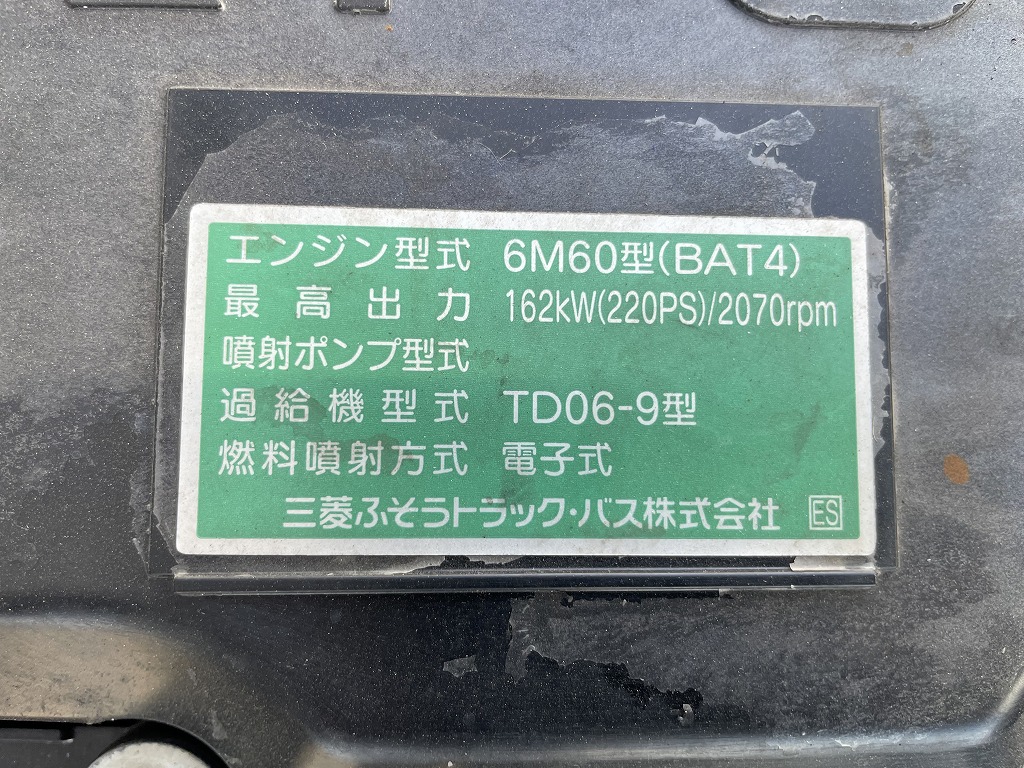 エンジン型式 6M60型(BAT4)
最高出力 162kW(220PS)/2070rpm
噴射ポンプ型式
過給機型式 TD06-9型
燃料噴射方式 電子式
三菱ふそうトラック・バス株式会社 ES